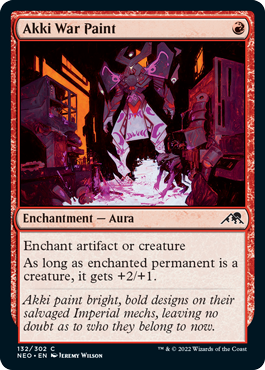 Akki War Paint
Enchantment — Aura
Enchant artifact or creature
As long as enchanted permanent is a
creature, it gets +2/+1.
Akki paint bright, bold designs on their
salvaged Imperial mechs, leaving no
doubt as to who they belong to now.
132/302 C
NEO • EN JEREMY WILSON
™ & © 2022 Wizards of the Coast